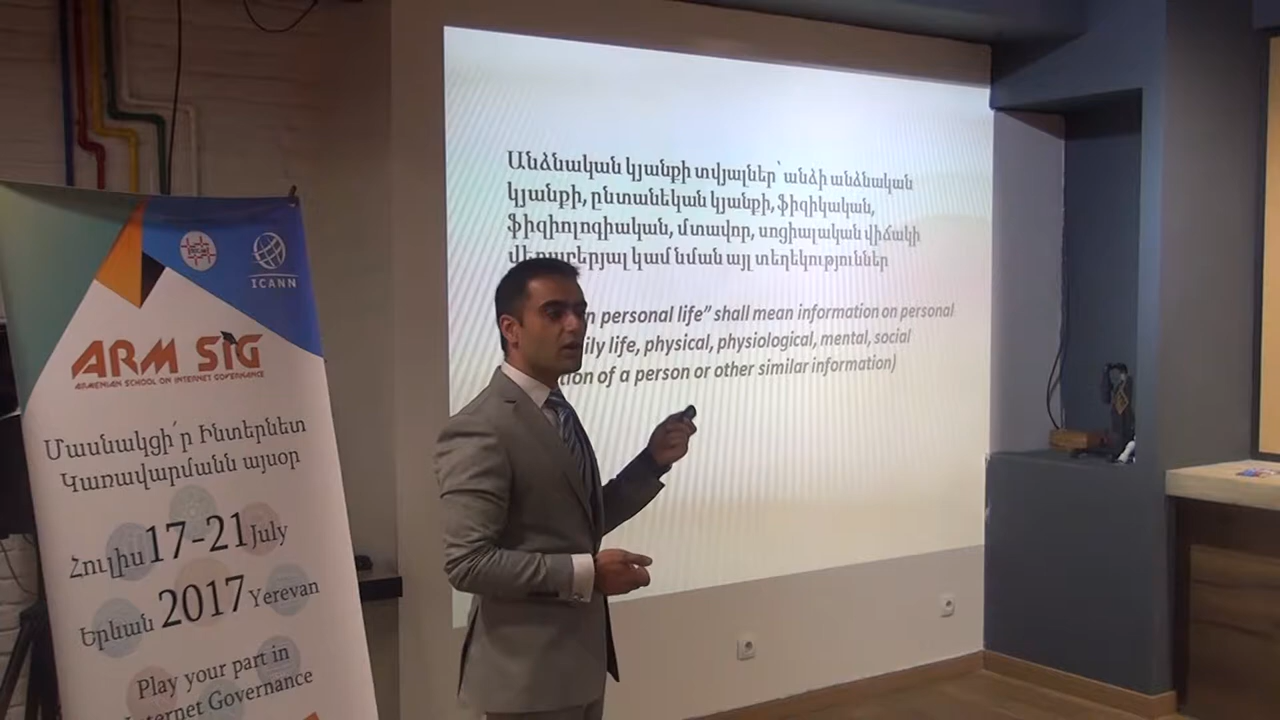 ICANN
ARM SIG
ARMENIAN SCHOOL ON INTERNET GOVERNANCE
Մասնակցի՛ր Ինտերնետ
Կառավարմանն այսօր
Հուլիս 17-21 July
Երևան 2017 Yerevan
Play your part in
Internet Governance
Անձնական կյանքի տվյալներ՝ անձի անձնական
կյանքի, ընտանեկան կյանքի, ֆիզիկական,
ֆիզիոլոգիական, մտավոր, սոցիալական վիճակի
վերաբերյալ կամ նման այլ տեղեկություններ
n personal life” shall mean information on personal
ily life, physical, physiological, mental, social
tion of a person or other similar information)